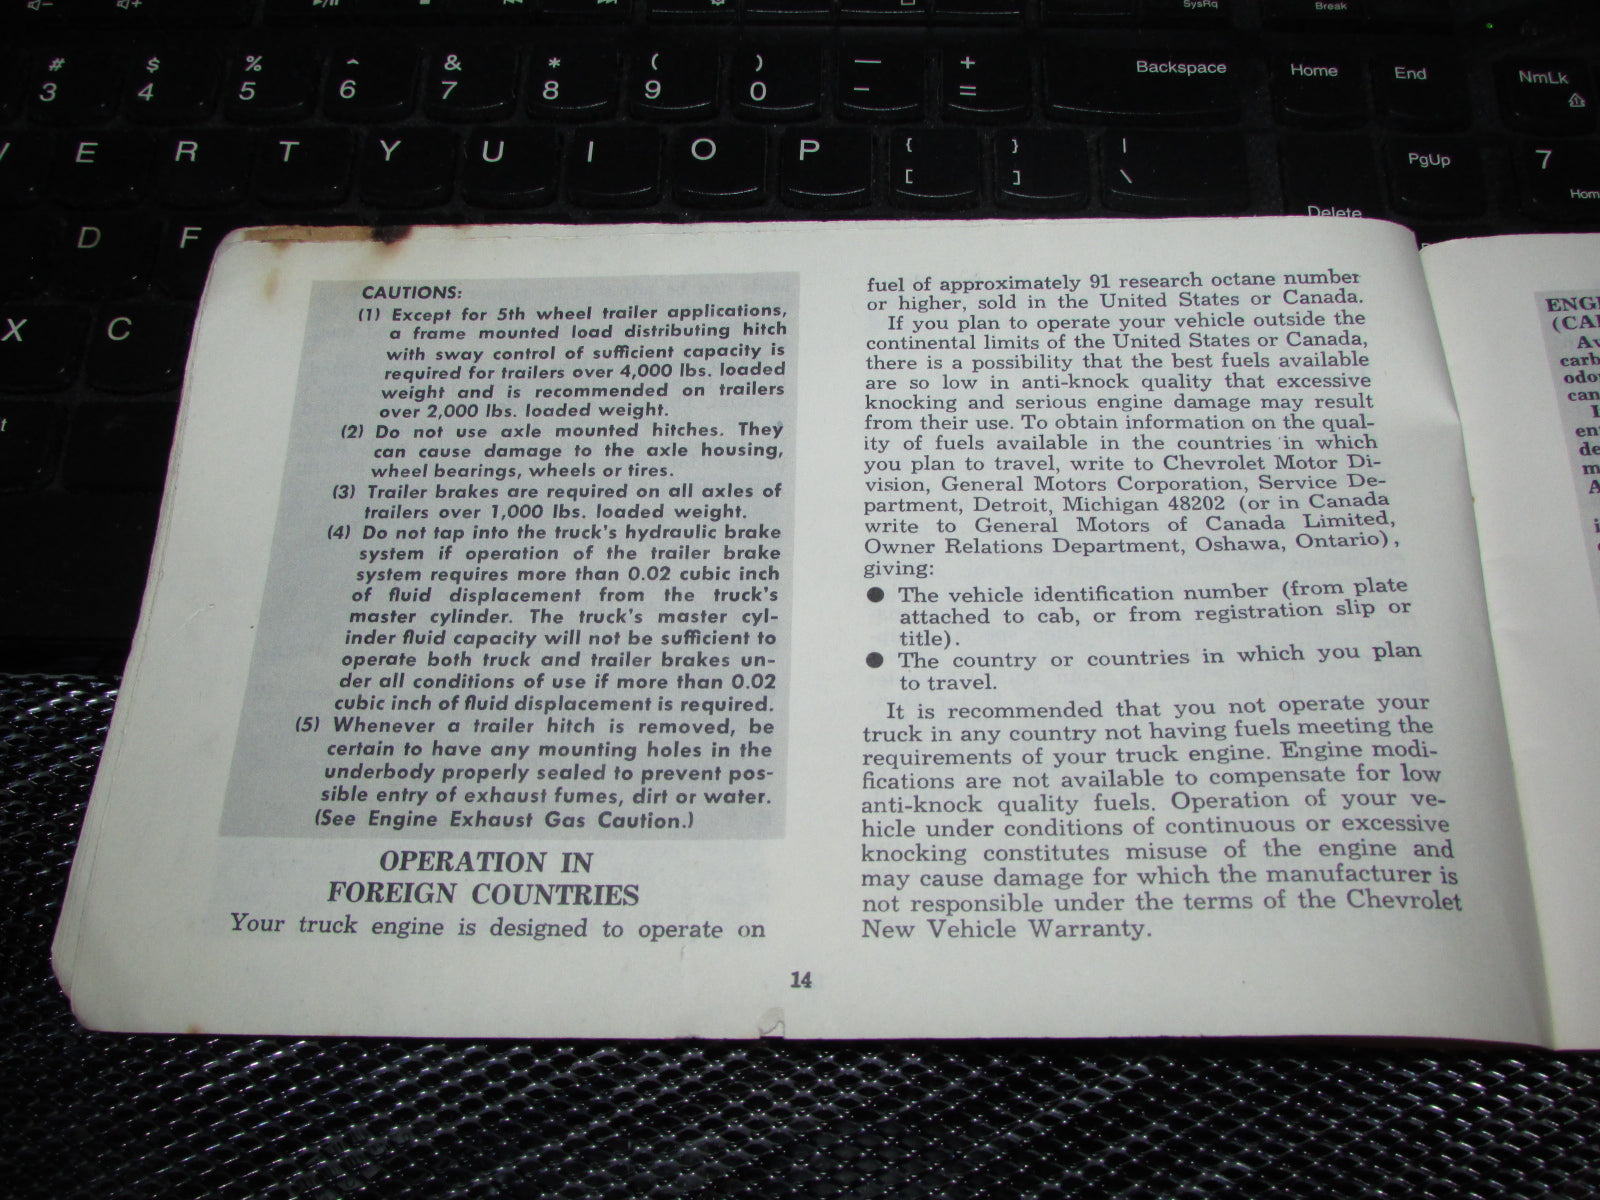 SysRq
Break
#
3
$
4
%
5
^
6
&
7
*
8
(
9
)
0
—
-
+
=
Backspace
Home
End
NmLk
E
R
T
Y
U
I
O
P
{
[
}
]
|
\
PgUp
7
Delete
D
F
X
C
CAUTIONS:
(1) Except for 5th wheel trailer applications,
a frame mounted load distributing hitch
with sway control of sufficient capacity is
required for trailers over 4,000 lbs. loaded
weight and is recommended on trailers
over 2,000 lbs. loaded weight.
(2) Do not use axle mounted hitches. They
can cause damage to the axle housing,
wheel bearings, wheels or tires.
(3) Trailer brakes are required on all axles of
trailers over 1,000 lbs. loaded weight.
(4) Do not tap into the truck's hydraulic brake
system if operation of the trailer brake
system requires more than 0.02 cubic inch
of fluid displacement from the truck's
master cylinder. The truck's master cyl-
inder fluid capacity will not be sufficient to
operate both truck and trailer brakes un-
der all conditions of use if more than 0.02
cubic inch of fluid displacement is required.
(5) Whenever a trailer hitch is removed, be
certain to have any mounting holes in the
underbody properly sealed to prevent pos-
sible entry of exhaust fumes, dirt or water.
(See Engine Exhaust Gas Caution.)
OPERATION IN
FOREIGN COUNTRIES
Your truck engine is designed to operate on
fuel of approximately 91 research octane number
or higher, sold in the United States or Canada.
If you plan to operate your vehicle outside the
continental limits of the United States or Canada,
there is a possibility that the best fuels available
are so low in anti-knock quality that excessive
knocking and serious engine damage may result
from their use. To obtain information on the qual-
ity of fuels available in the countries in which
you plan to travel, write to Chevrolet Motor Di-
vision, General Motors Corporation, Service De-
partment, Detroit, Michigan 48202 (or in Canada
write to General Motors of Canada Limited,
Owner Relations Department, Oshawa, Ontario),
giving:
● The vehicle identification number (from plate
attached to cab, or from registration slip or
title).
● The country or countries in which you plan
to travel.
It is recommended that you not operate your
truck in any country not having fuels meeting the
requirements of your truck engine. Engine modi-
fications are not available to compensate for low
anti-knock quality fuels. Operation of your ve-
hicle under conditions of continuous or excessive
knocking constitutes misuse of the engine and
may cause damage for which the manufacturer is
not responsible under the terms of the Chevrolet
New Vehicle Warranty.
14